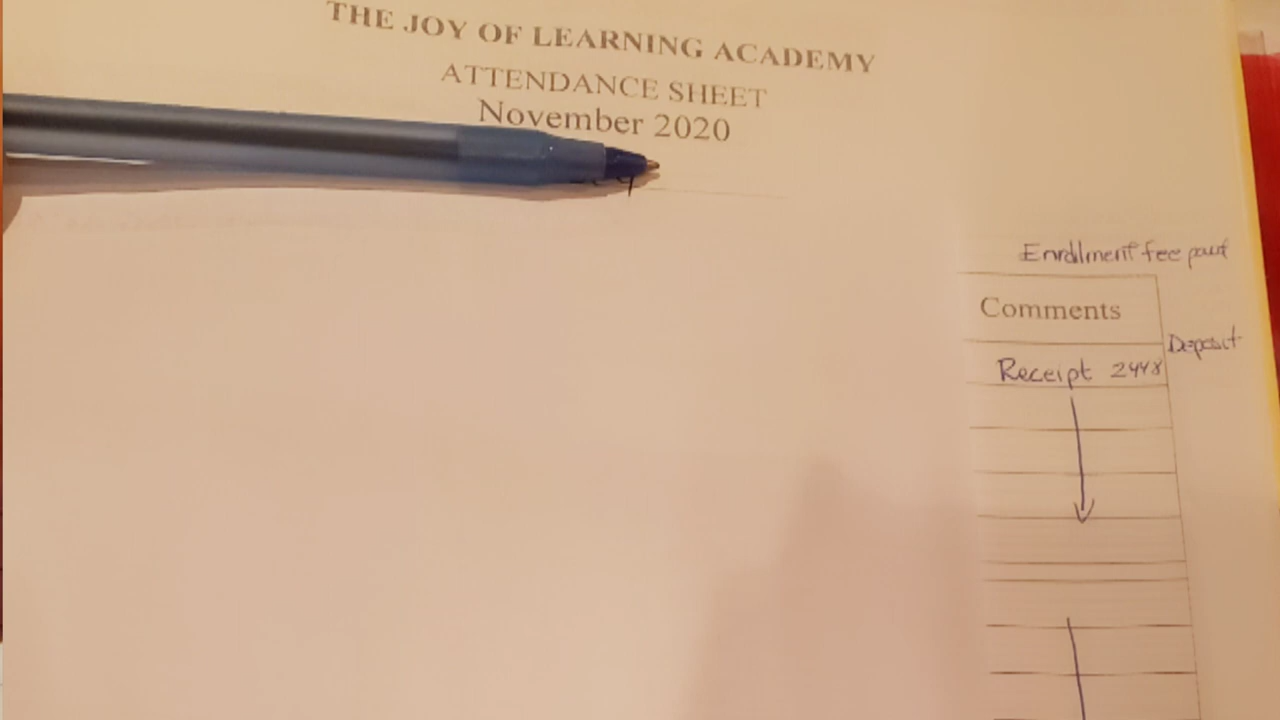 THE JOY OF LEARNING ACADEMY
ATTENDANCE SHEET
November 2020
Enrollment fee paid
Comments
Deposit
Receipt 2448